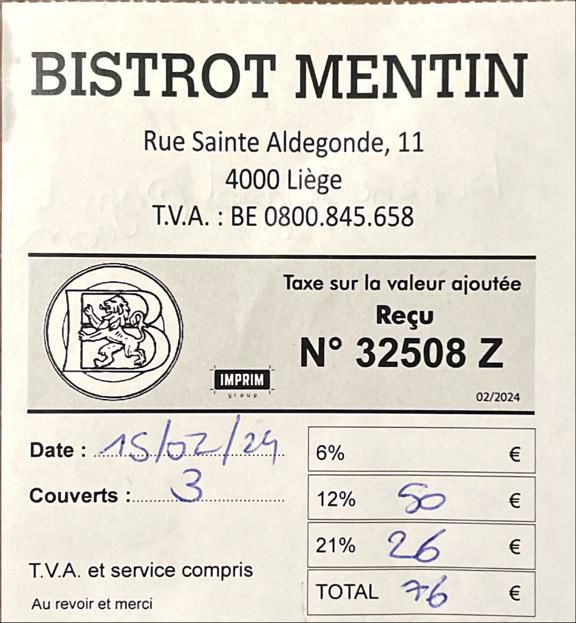 BISTROT MENTIN
Rue Sainte Aldegonde, 11
4000 Liège
T.V.A. : BE 0800.845.658
Taxe sur la valeur ajoutée
Reçu
N° 32508 Z
B
IMPRIM
group
02/2024
Date : 15/02/24
Couverts : 3
6% €
12% 50 €
21% 26 €
TOTAL 76 €
T.V.A. et service compris
Au revoir et merci